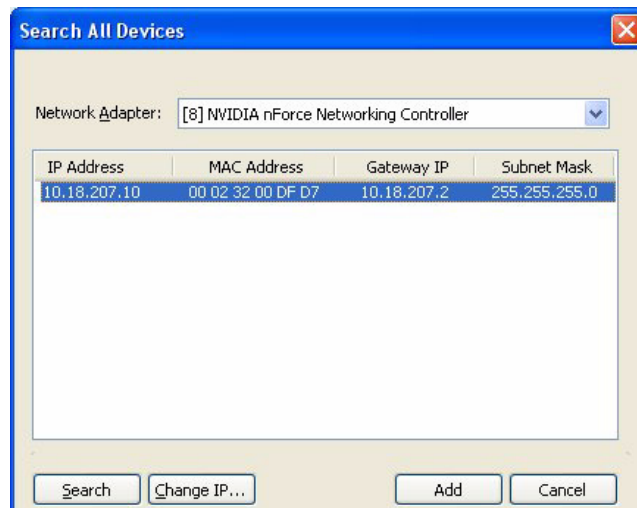 Search All Devices
Network Adapter: [8] NVIDIA nForce Networking Controller
IP Address MAC Address Gateway IP Subnet Mask
10.18.207.10 00 02 32 00 DF D7 10.18.207.2 255.255.255.0
Search Change IP... Add Cancel